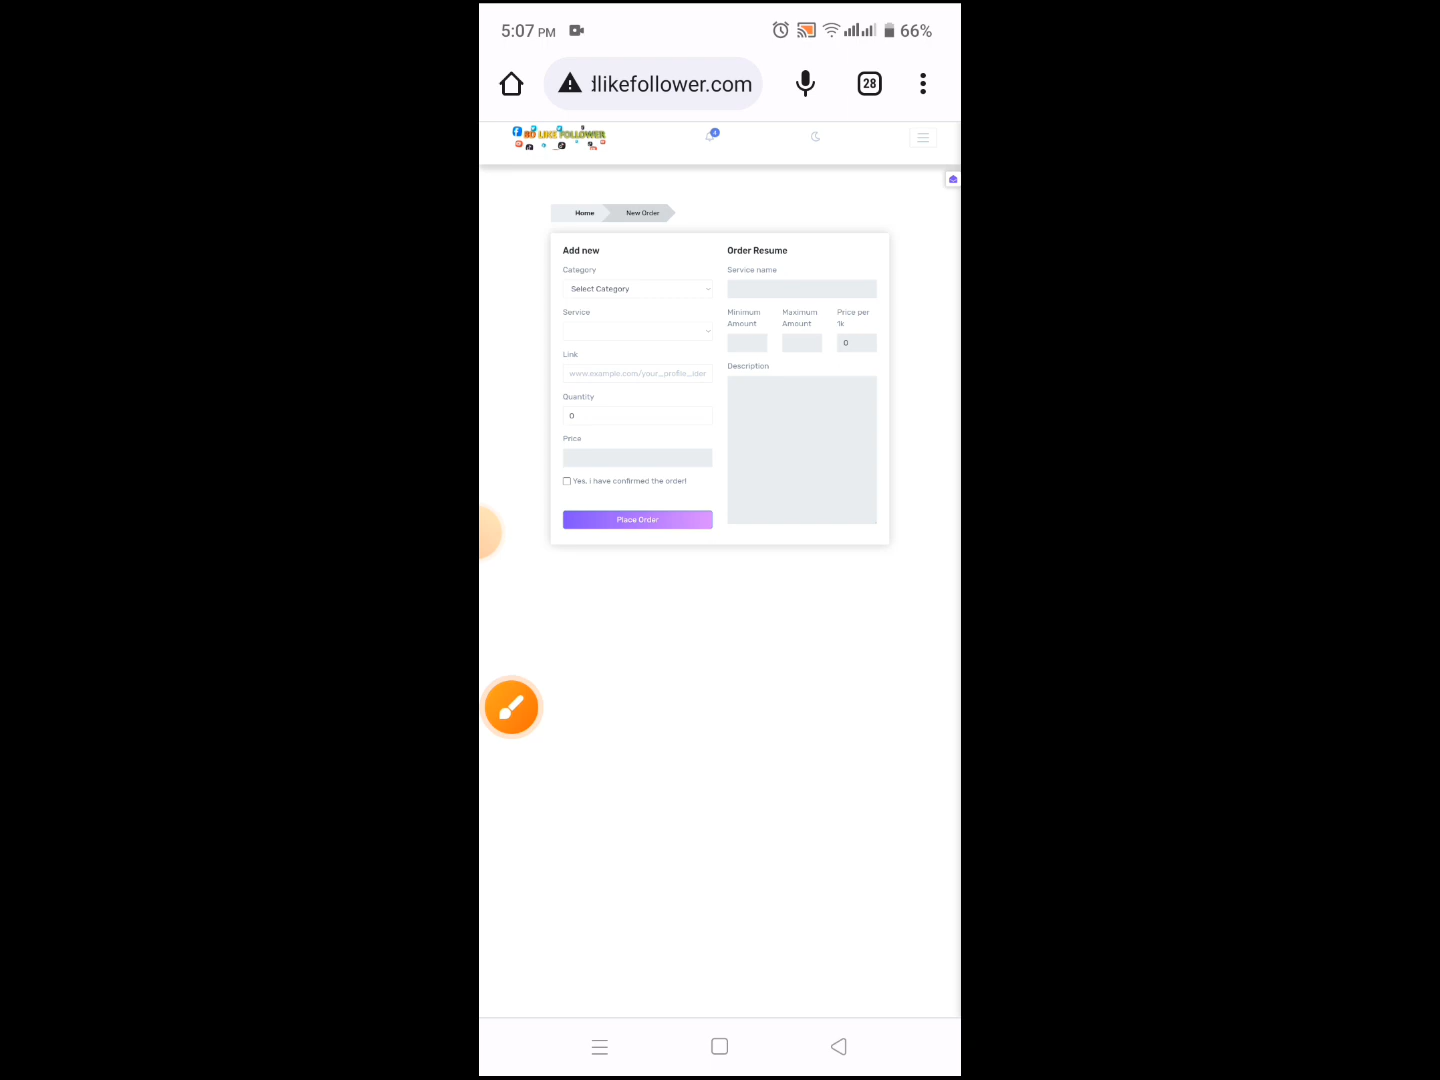 5:07 PM
66%
dlikefollower.com
28
BD LIKE FOLLOWER
4
Home
New Order
Add new
Category
Select Category
Service
Link
www.example.com/your_profile_ider
Quantity
0
Price
Yes, i have confirmed the order!
Place Order
Order Resume
Service name
Minimum Amount
Maximum Amount
Price per 1k
0
Description